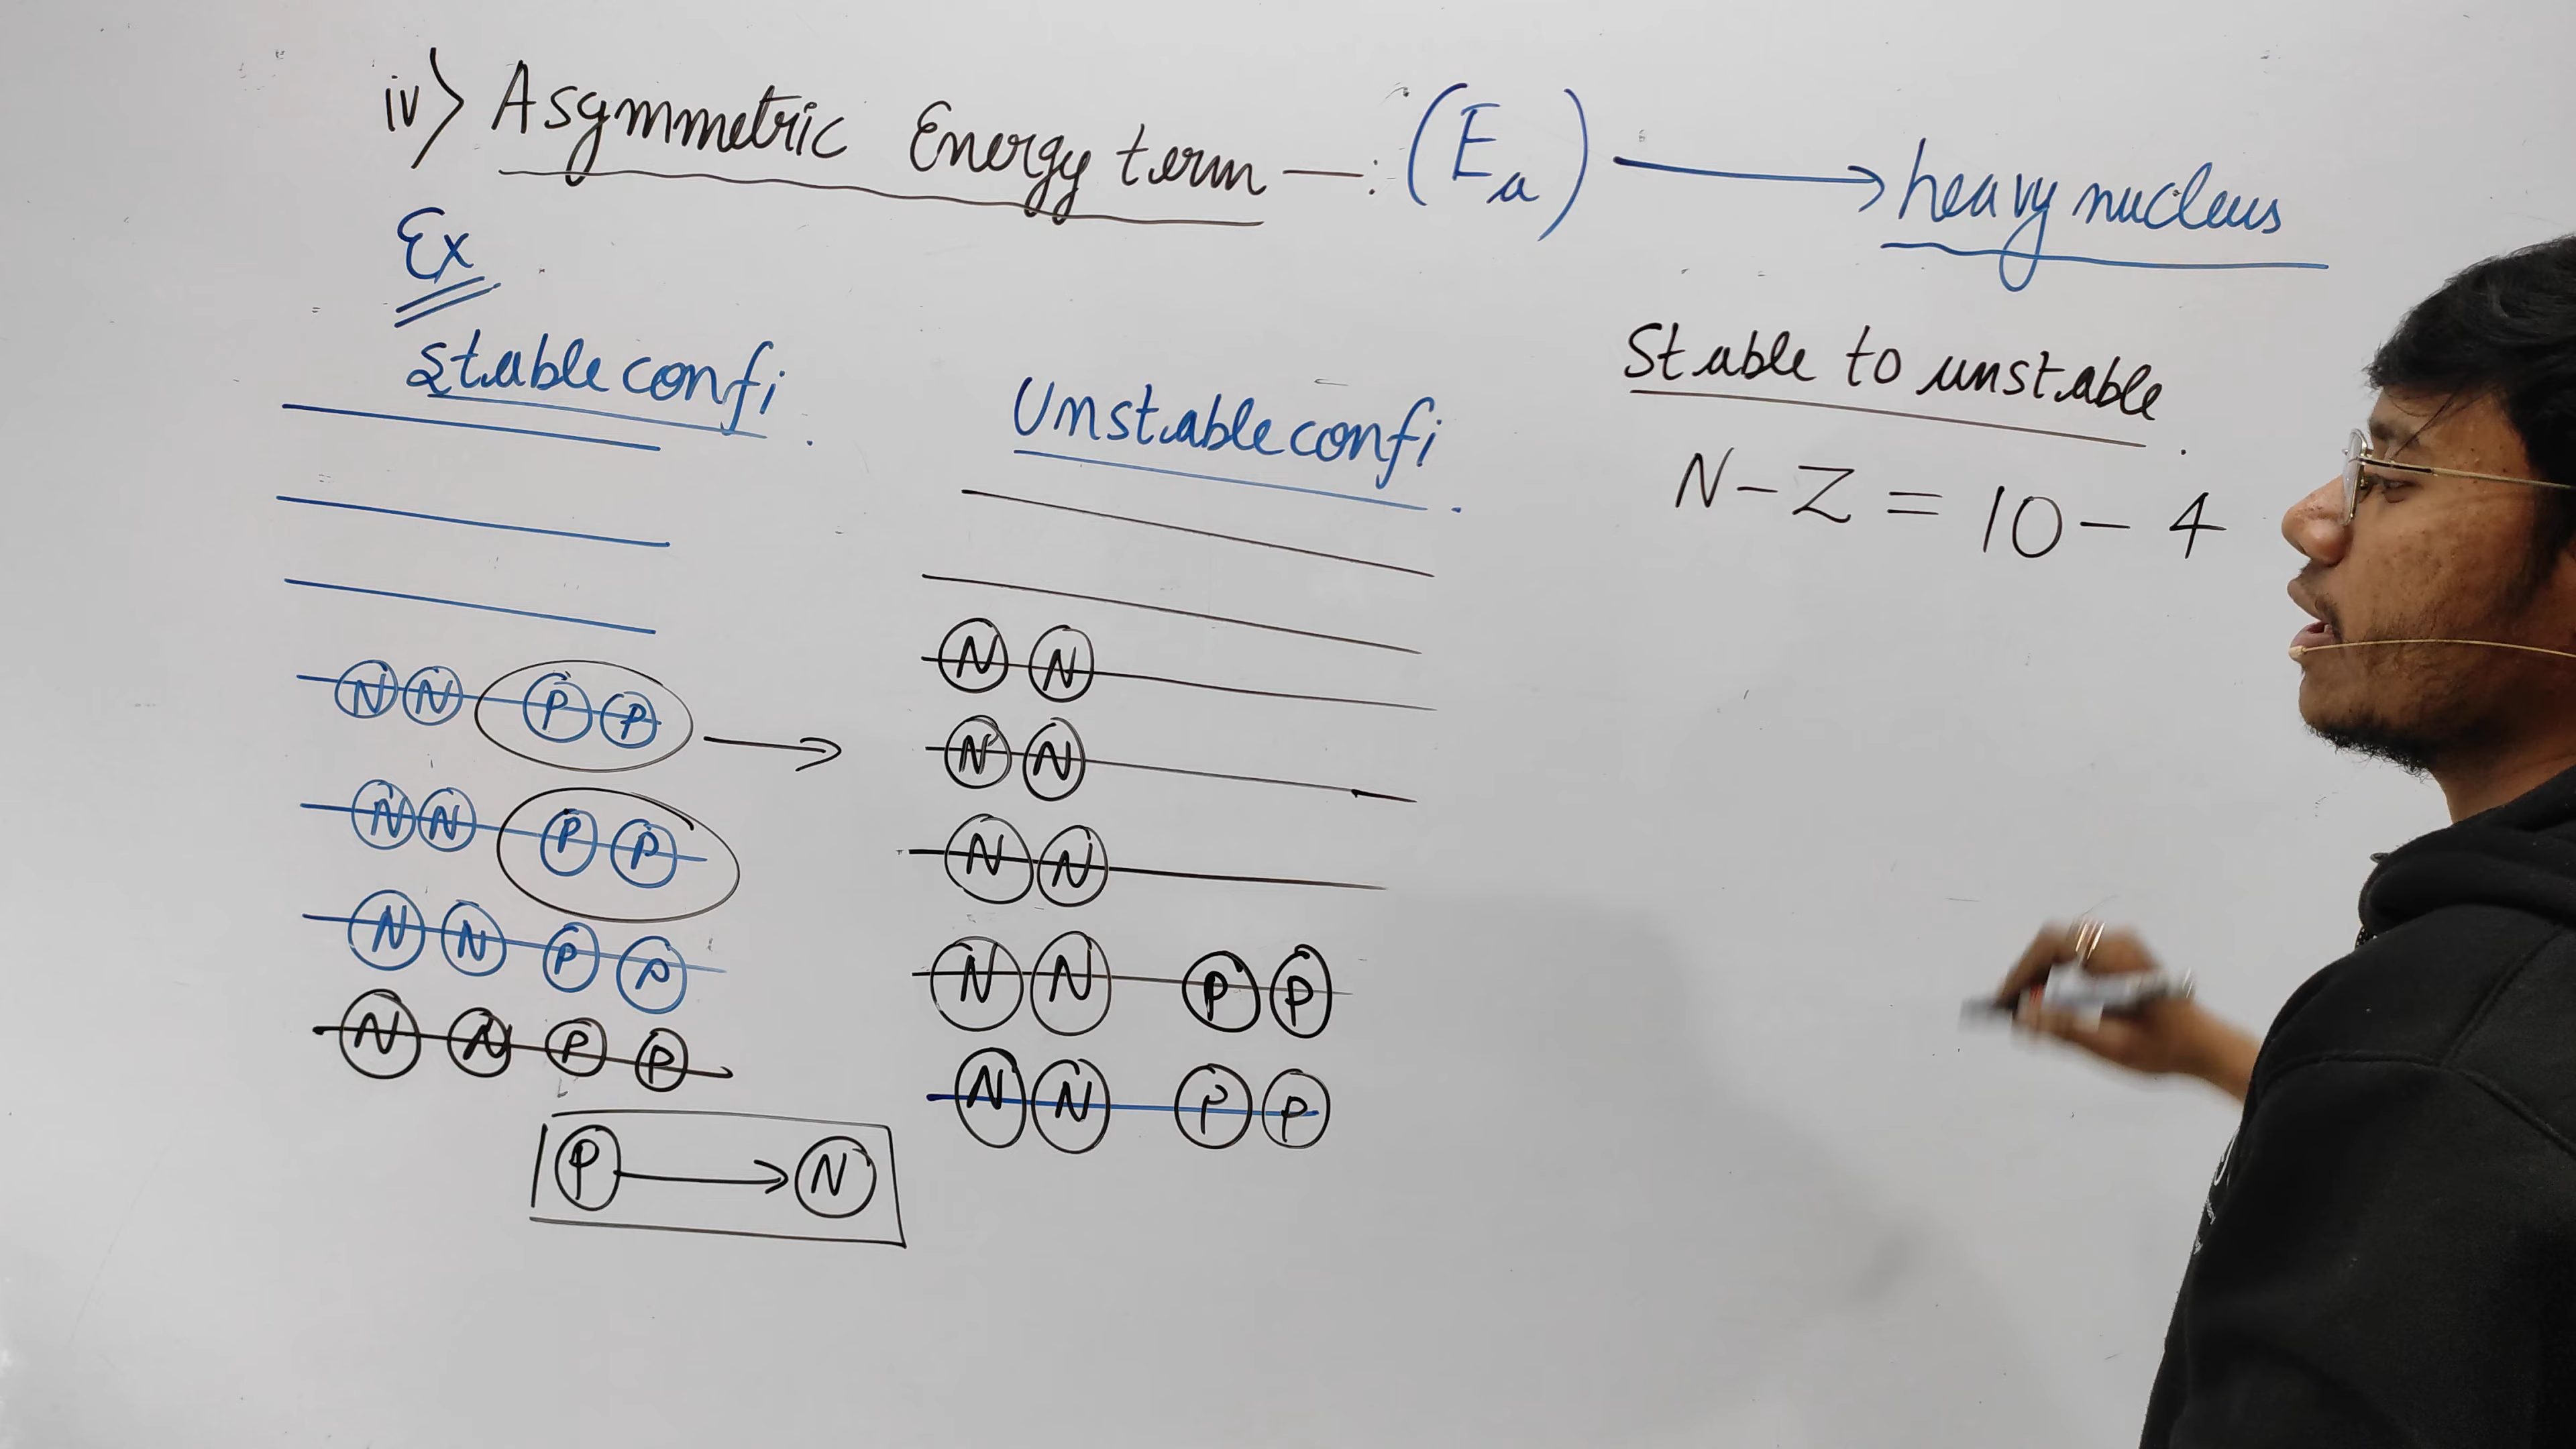 iv) Asymmetric Energy term —: (Ea) → heavy nucleus
Ex
Stable confi.
Unstable confi.
Stable to unstable.
N - Z = 10 - 4
N N P P →
N N P P
N N P P
N N P P
P → N
N N
N N
N N
N N P P
N N P P